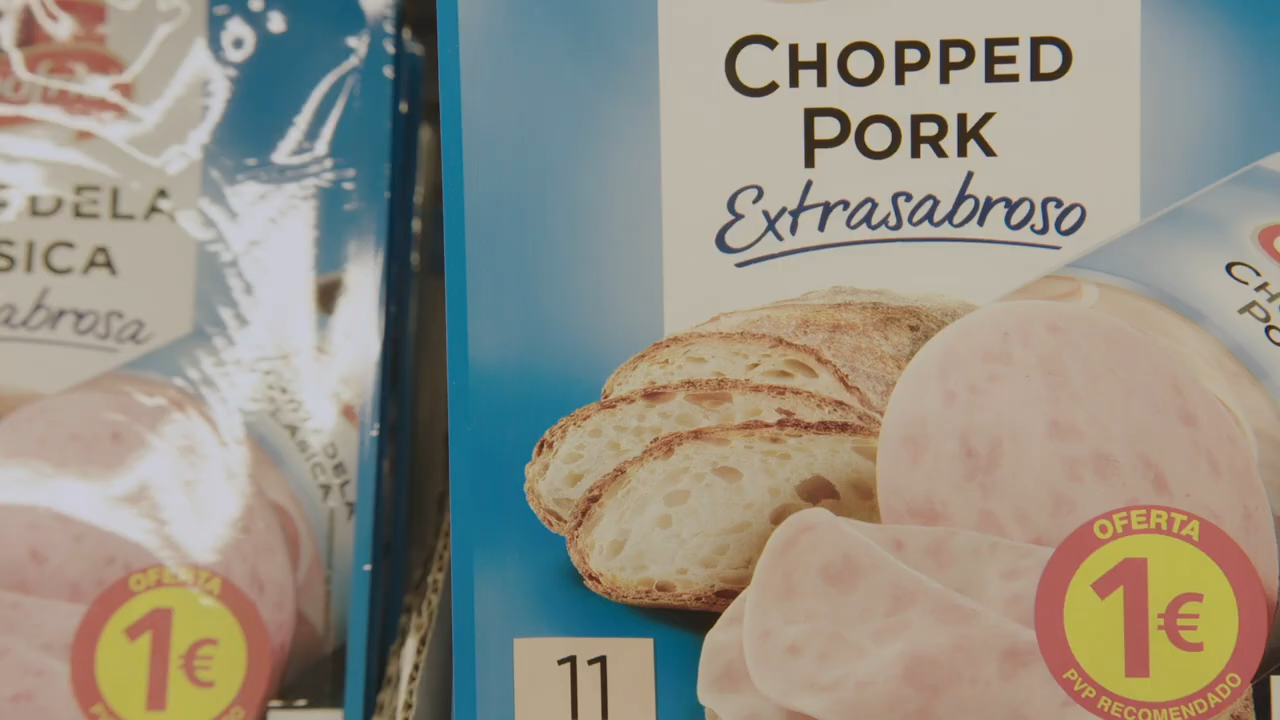 CHOPPED
PORK
Extrasabroso
OFERTA
1€
PVP RECOMENDADO
11
DELA
SICA
abrosa
OFERTA
1€